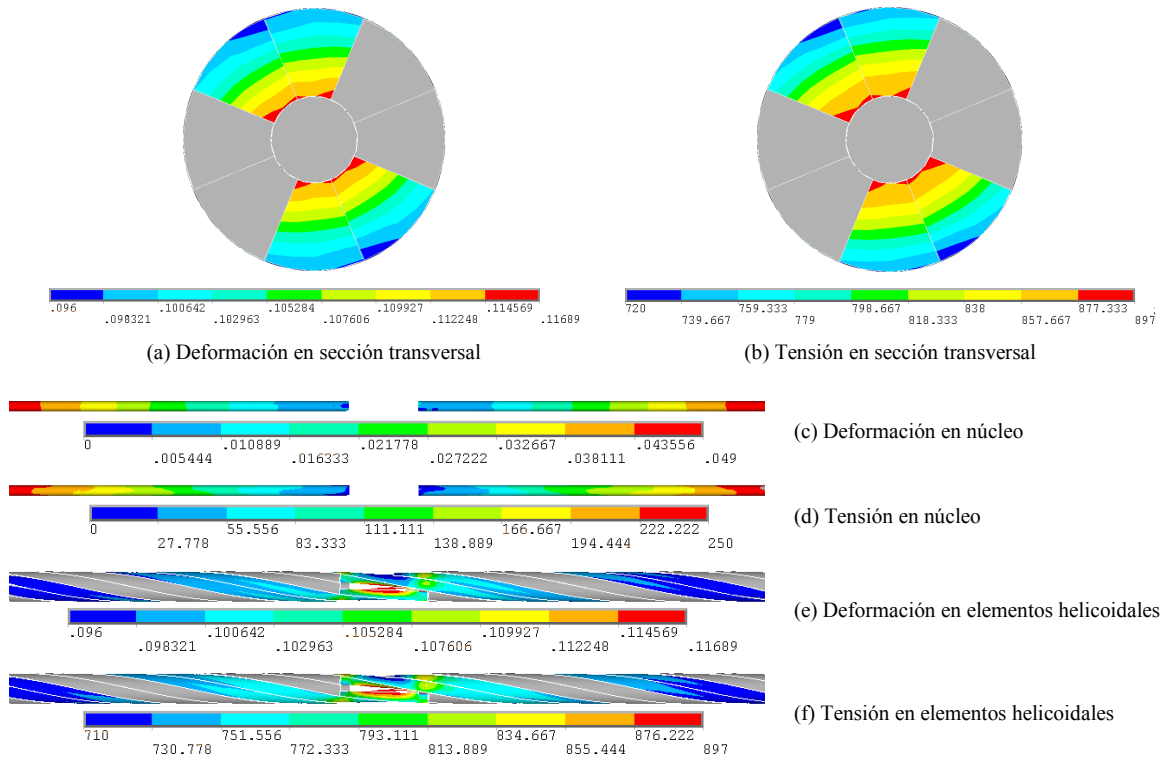 .096 .100642 .105284 .109927 .114569
.098321 .102963 .107606 .112248 .11689
720 759.333 798.667 838 877.333
739.667 779 818.333 857.667 897
(a) Deformación en sección transversal
(b) Tensión en sección transversal
0 .010889 .021778 .032667 .043556
.005444 .016333 .027222 .038111 .049
(c) Deformación en núcleo
0 55.556 111.111 166.667 222.222
27.778 83.333 138.889 194.444 250
(d) Tensión en núcleo
.096 .100642 .105284 .109927 .114569
.098321 .102963 .107606 .112248 .11689
(e) Deformación en elementos helicoidales
710 751.556 793.111 834.667 876.222
730.778 772.333 813.889 855.444 897
(f) Tensión en elementos helicoidales